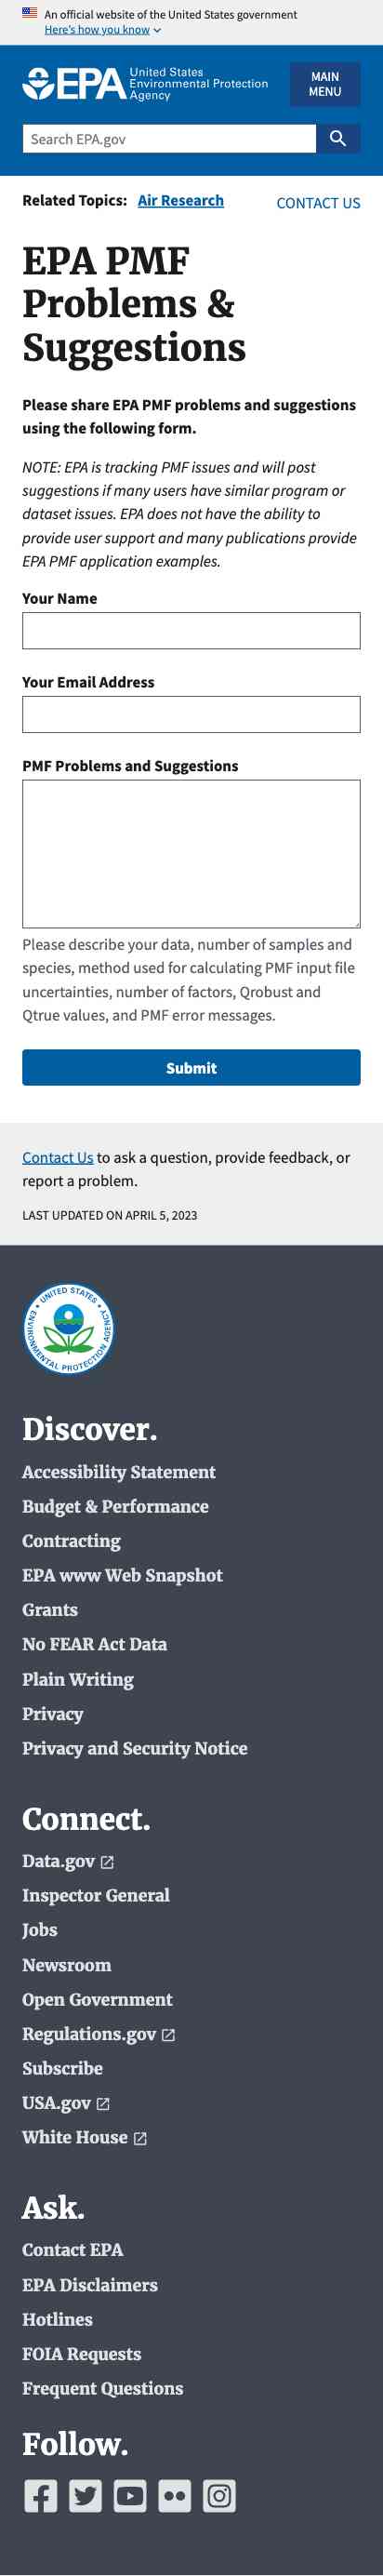 An official website of the United States government
Here's how you know
EPA United States
Environmental Protection
Agency
MAIN
MENU
Search EPA.gov
Related Topics: Air Research
CONTACT US
EPA PMF
Problems &
Suggestions
Please share EPA PMF problems and suggestions
using the following form.
NOTE: EPA is tracking PMF issues and will post
suggestions if many users have similar program or
dataset issues. EPA does not have the ability to
provide user support and many publications provide
EPA PMF application examples.
Your Name
Your Email Address
PMF Problems and Suggestions
Please describe your data, number of samples and
species, method used for calculating PMF input file
uncertainties, number of factors, Qrobust and
Qtrue values, and PMF error messages.
Submit
Contact Us to ask a question, provide feedback, or
report a problem.
LAST UPDATED ON APRIL 5, 2023
UNITED STATES
ENVIRONMENTAL PROTECTION AGENCY
Discover.
Accessibility Statement
Budget & Performance
Contracting
EPA www Web Snapshot
Grants
No FEAR Act Data
Plain Writing
Privacy
Privacy and Security Notice
Connect.
Data.gov
Inspector General
Jobs
Newsroom
Open Government
Regulations.gov
Subscribe
USA.gov
White House
Ask.
Contact EPA
EPA Disclaimers
Hotlines
FOIA Requests
Frequent Questions
Follow.